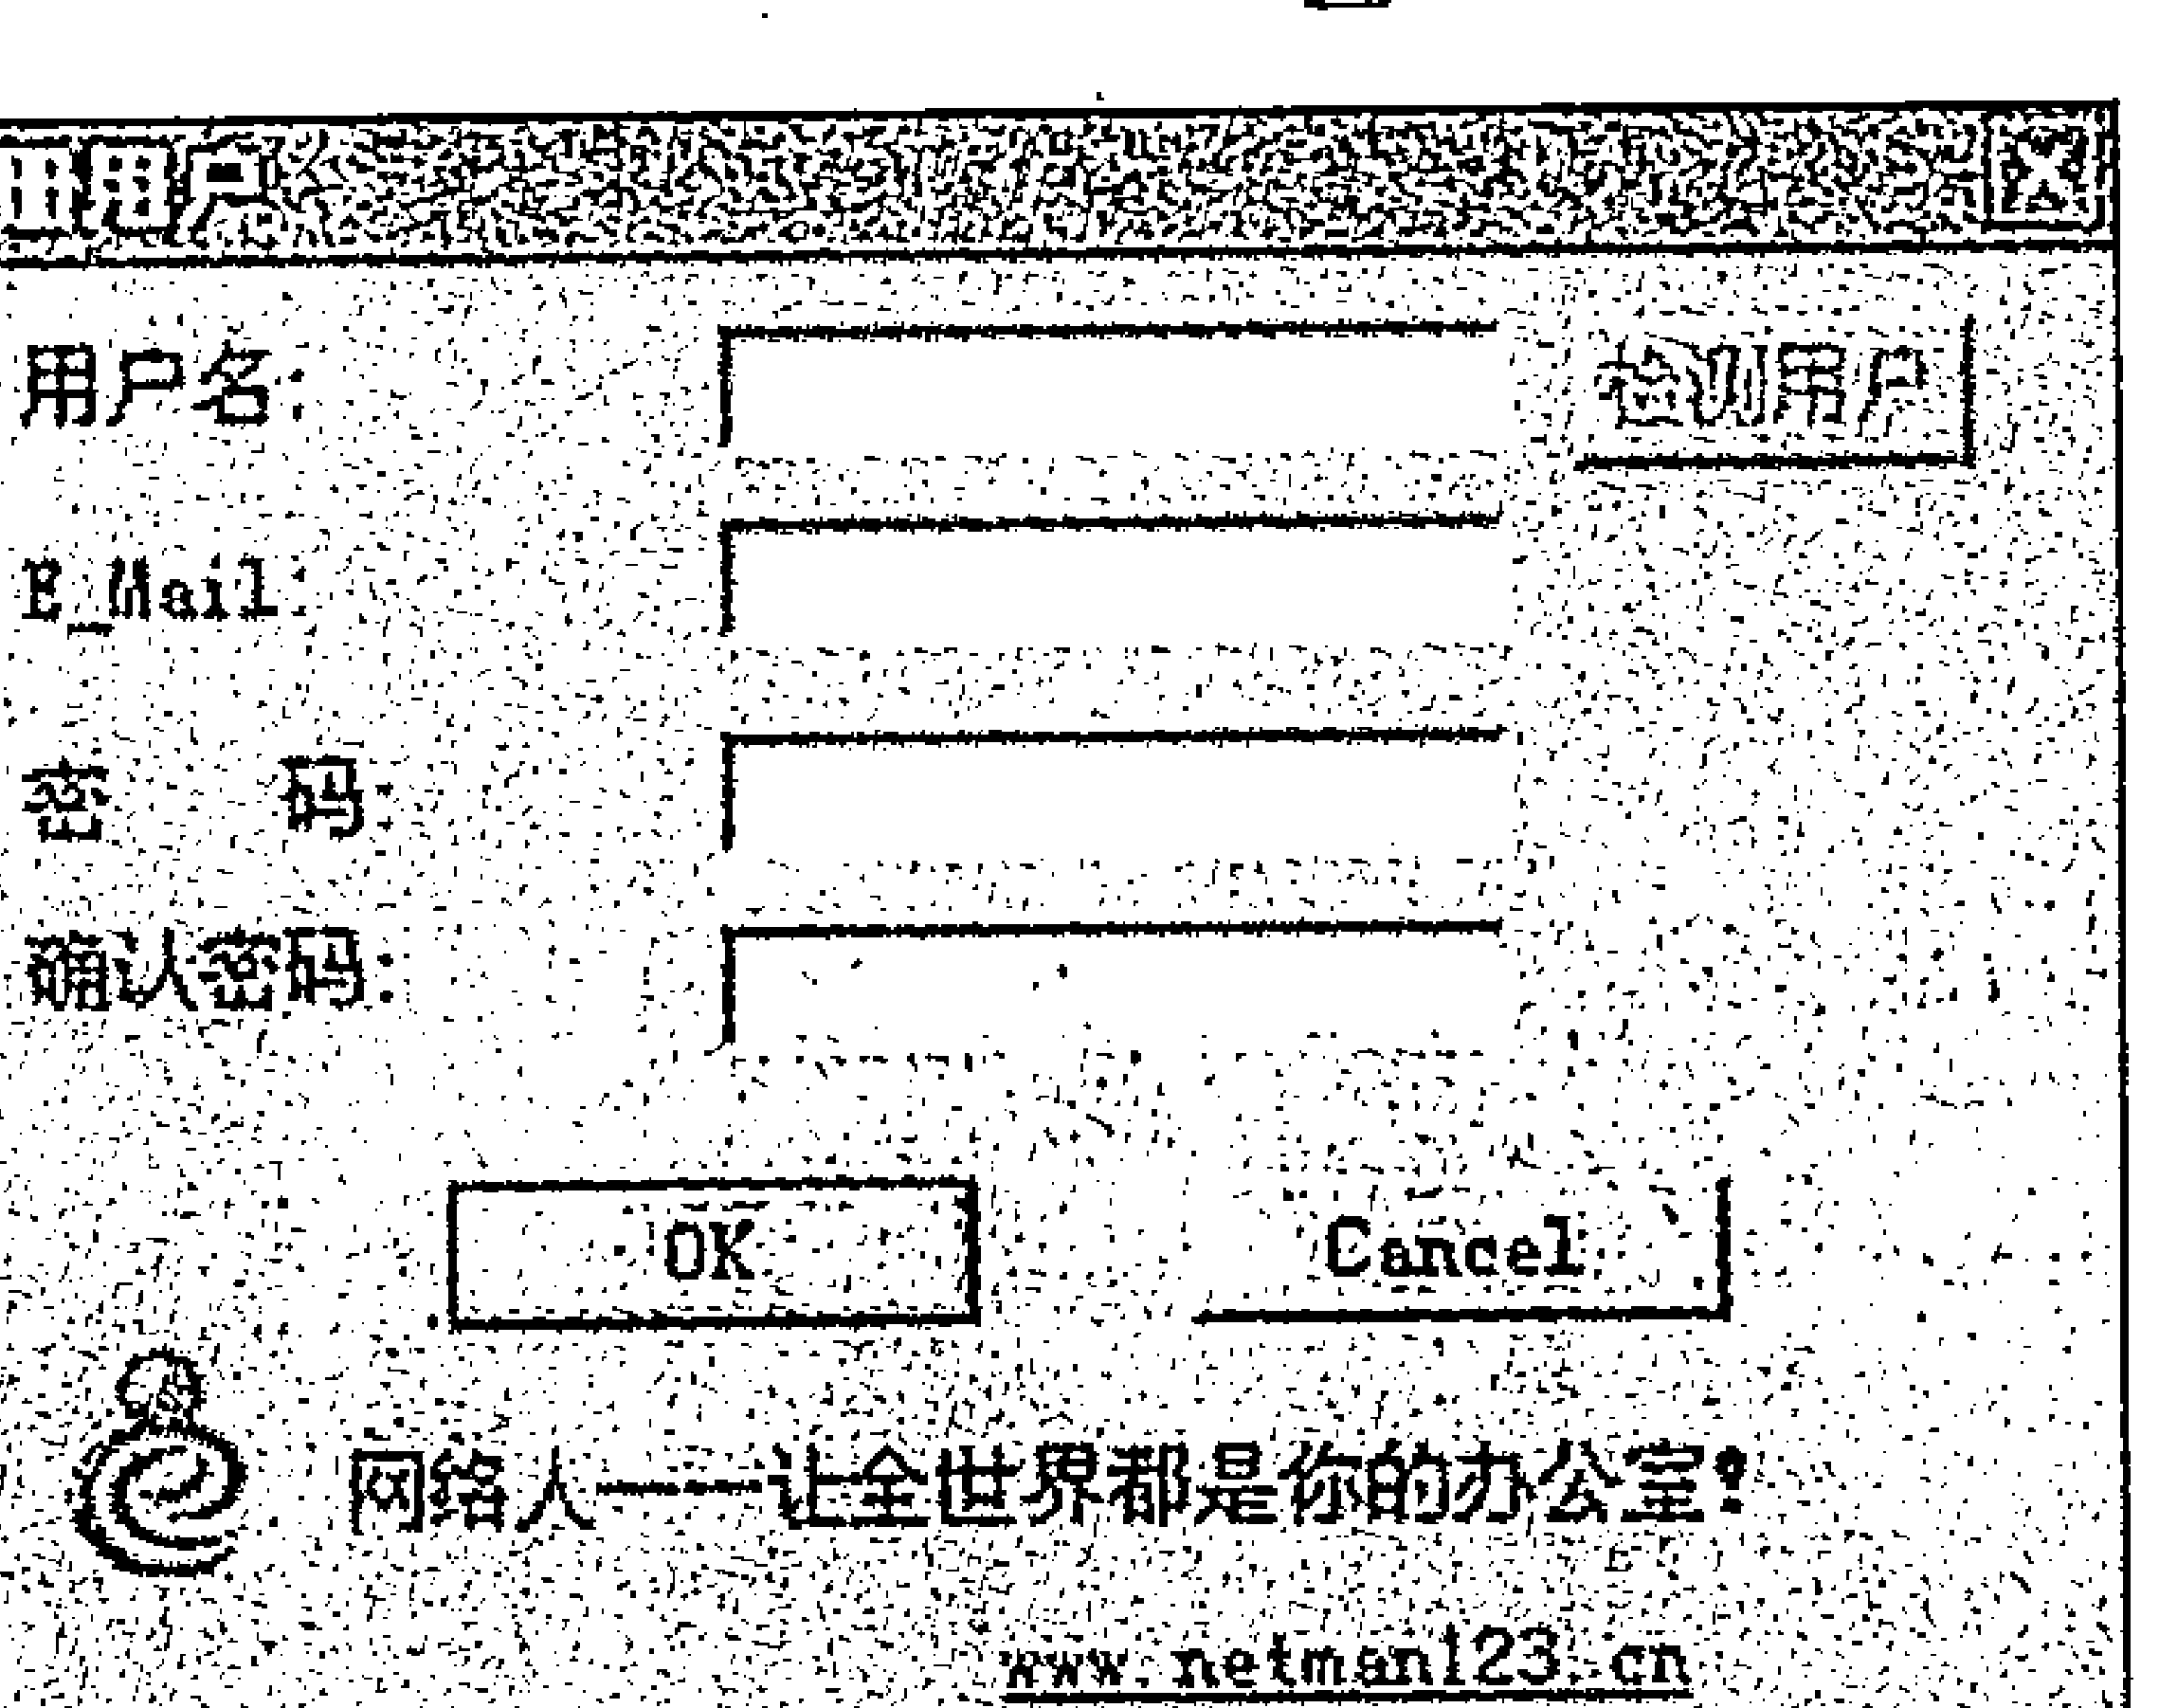 用户
用户名: 检测用户
E_Mail:
密 码:
确认密码:
OK Cancel
网络人——让全世界都是你的办公室!
www.netman123.cn